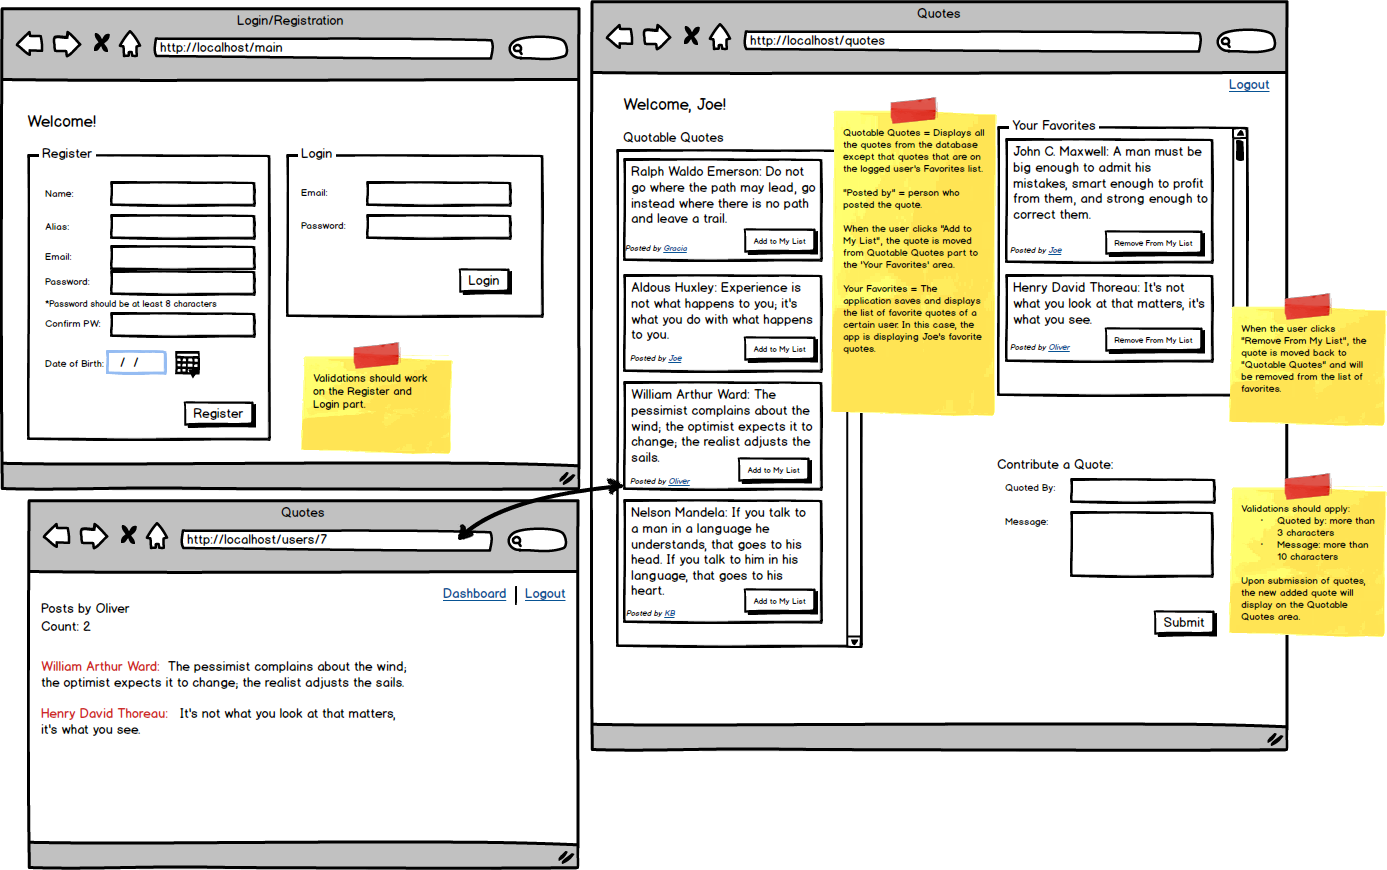 Login/Registration
http://localhost/main
Welcome!
Register
Name:
Alias:
Email:
Password:
*Password should be at least 8 characters
Confirm PW:
Date of Birth:
/ /
Register
Login
Email:
Password:
Login
Validations should work
on the Register and
Login part.
Quotes
http://localhost/quotes
Logout
Welcome, Joe!
Quotable Quotes
Ralph Waldo Emerson: Do not
go where the path may lead, go
instead where there is no path
and leave a trail.
Posted by Gracia
Add to My List
Aldous Huxley: Experience is
not what happens to you; it's
what you do with what happens
to you.
Posted by Joe
Add to My List
William Arthur Ward: The
pessimist complains about the
wind; the optimist expects it to
change; the realist adjusts the
sails.
Posted by Oliver
Add to My List
Nelson Mandela: If you talk to
a man in a language he
understands, that goes to his
head. If you talk to him in his
language, that goes to his
heart.
Posted by KB
Add to My List
Quotable Quotes = Displays all
the quotes from the database
except that quotes that are on
the logged user's Favorites list.
"Posted by" = person who
posted the quote.
When the user clicks "Add to
My List", the quote is moved
from Quotable Quotes part to
the 'Your Favorites' area.
Your Favorites = The
application saves and displays
the list of favorite quotes of a
certain user. In this case, the
app is displaying Joe's favorite
quotes.
Your Favorites
John C. Maxwell: A man must be
big enough to admit his
mistakes, smart enough to profit
from them, and strong enough to
correct them.
Posted by Joe
Remove From My List
Henry David Thoreau: It's not
what you look at that matters, it's
what you see.
Posted by Oliver
Remove From My List
When the user clicks
"Remove From My List", the
quote is moved back to
"Quotable Quotes" and will
be removed from the list of
favorites.
Contribute a Quote:
Quoted By:
Message:
Submit
Validations should apply:
· Quoted by: more than
3 characters
· Message: more than
10 characters
Upon submission of quotes,
the new added quote will
display on the Quotable
Quotes area.
Quotes
http://localhost/users/7
Dashboard | Logout
Posts by Oliver
Count: 2
William Arthur Ward: The pessimist complains about the wind;
the optimist expects it to change; the realist adjusts the sails.
Henry David Thoreau: It's not what you look at that matters,
it's what you see.